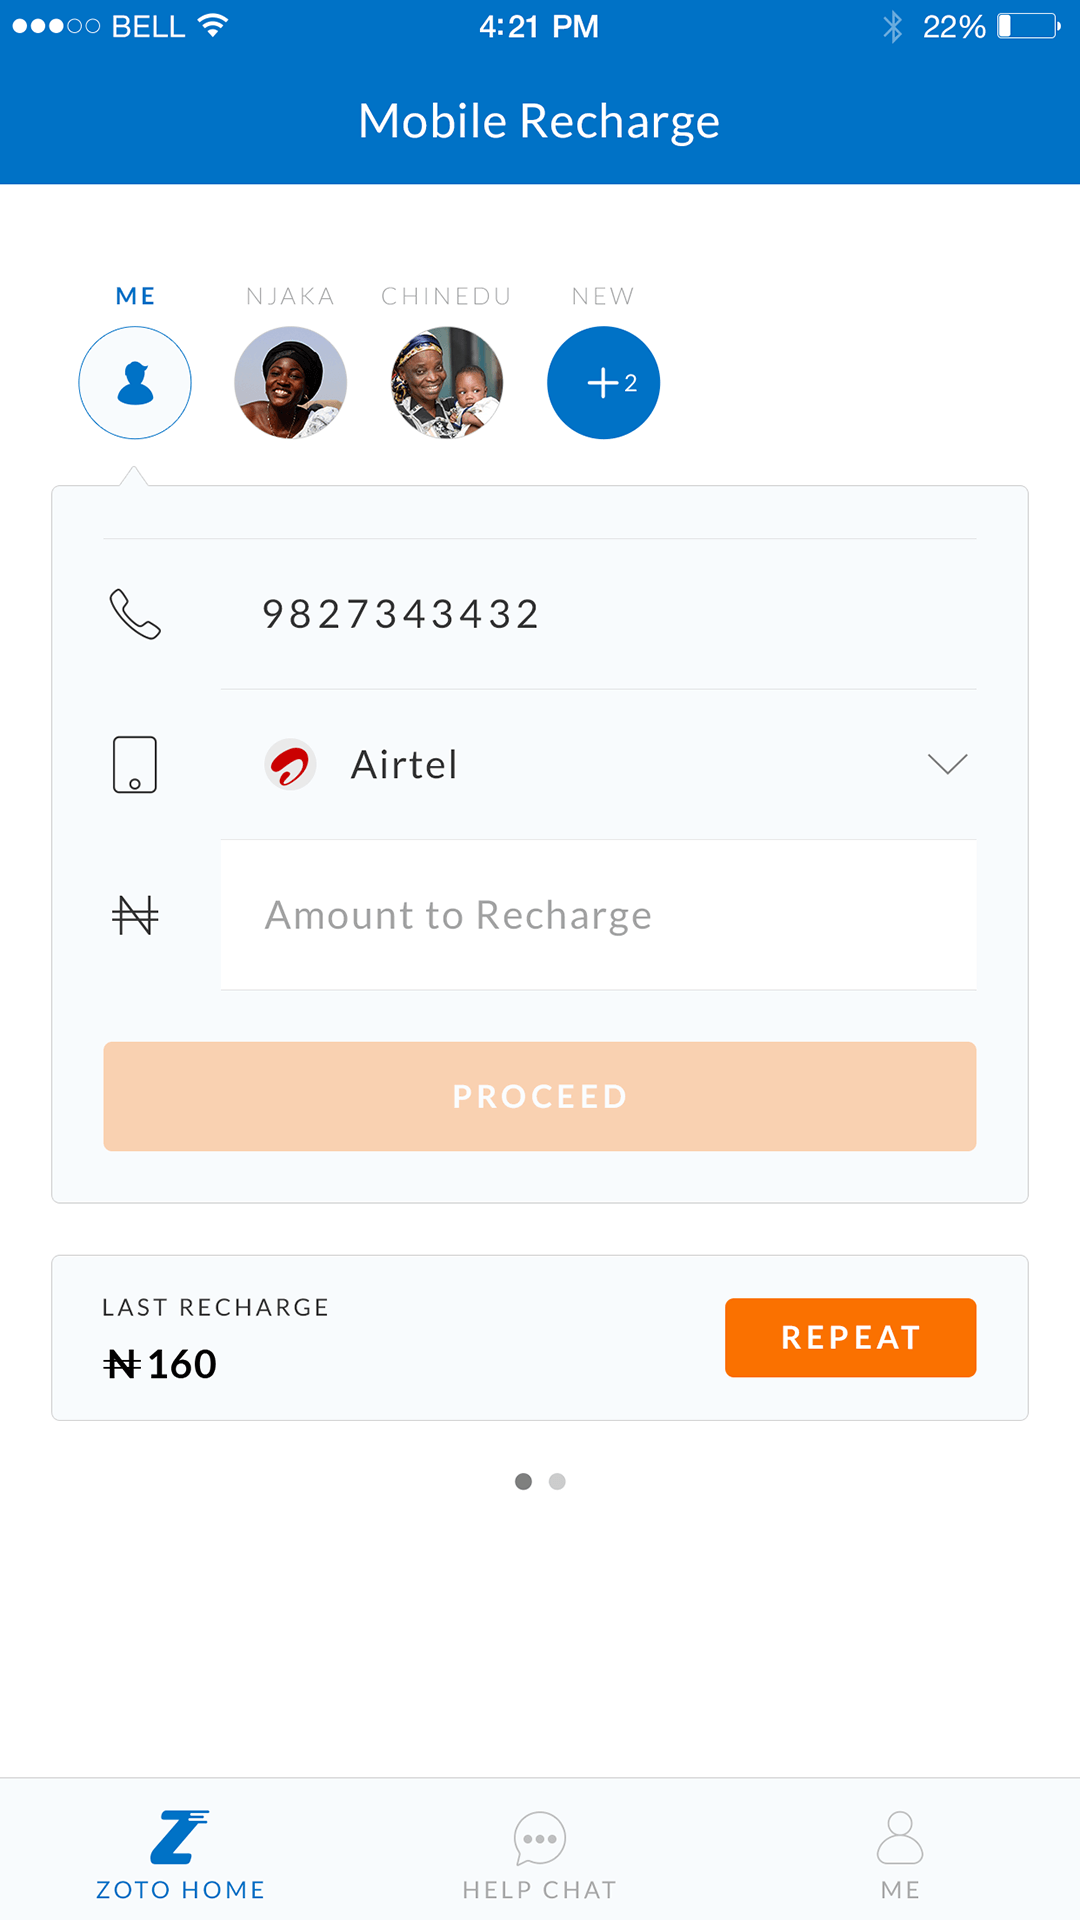 BELL 4:21 PM 22%
Mobile Recharge
ME NJAKA CHINEDU NEW
+2
9827343432
Airtel
₦ Amount to Recharge
PROCEED
LAST RECHARGE
₦160
REPEAT
ZOTO HOME HELP CHAT ME